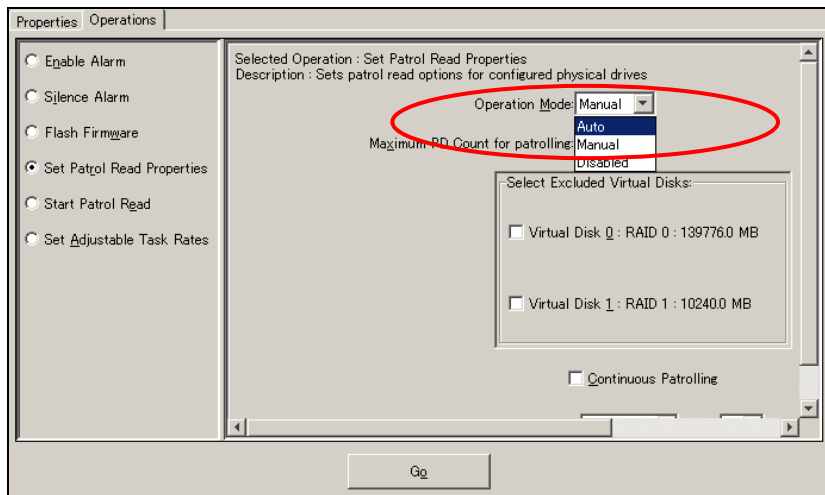 Properties Operations
Enable Alarm
Silence Alarm
Flash Firmware
Set Patrol Read Properties
Start Patrol Read
Set Adjustable Task Rates
Selected Operation : Set Patrol Read Properties
Description : Sets patrol read options for configured physical drives
Operation Mode: Manual
Auto
Manual
Disabled
Maximum PD Count for patrolling:
Select Excluded Virtual Disks:
Virtual Disk 0 : RAID 0 : 139776.0 MB
Virtual Disk 1 : RAID 1 : 10240.0 MB
Continuous Patrolling
Go